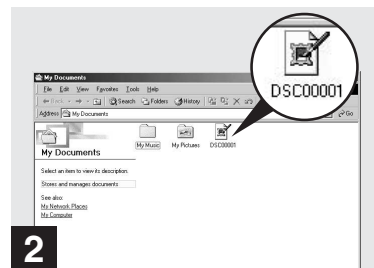 DSC00001
My Documents
File Edit View Favorites Tools Help
Back Search Folders History
Address My Documents Go
My Documents
My Music My Pictures DSC00001
Select an item to view its description.
Stores and manages documents
See also:
My Network Places
My Computer
2